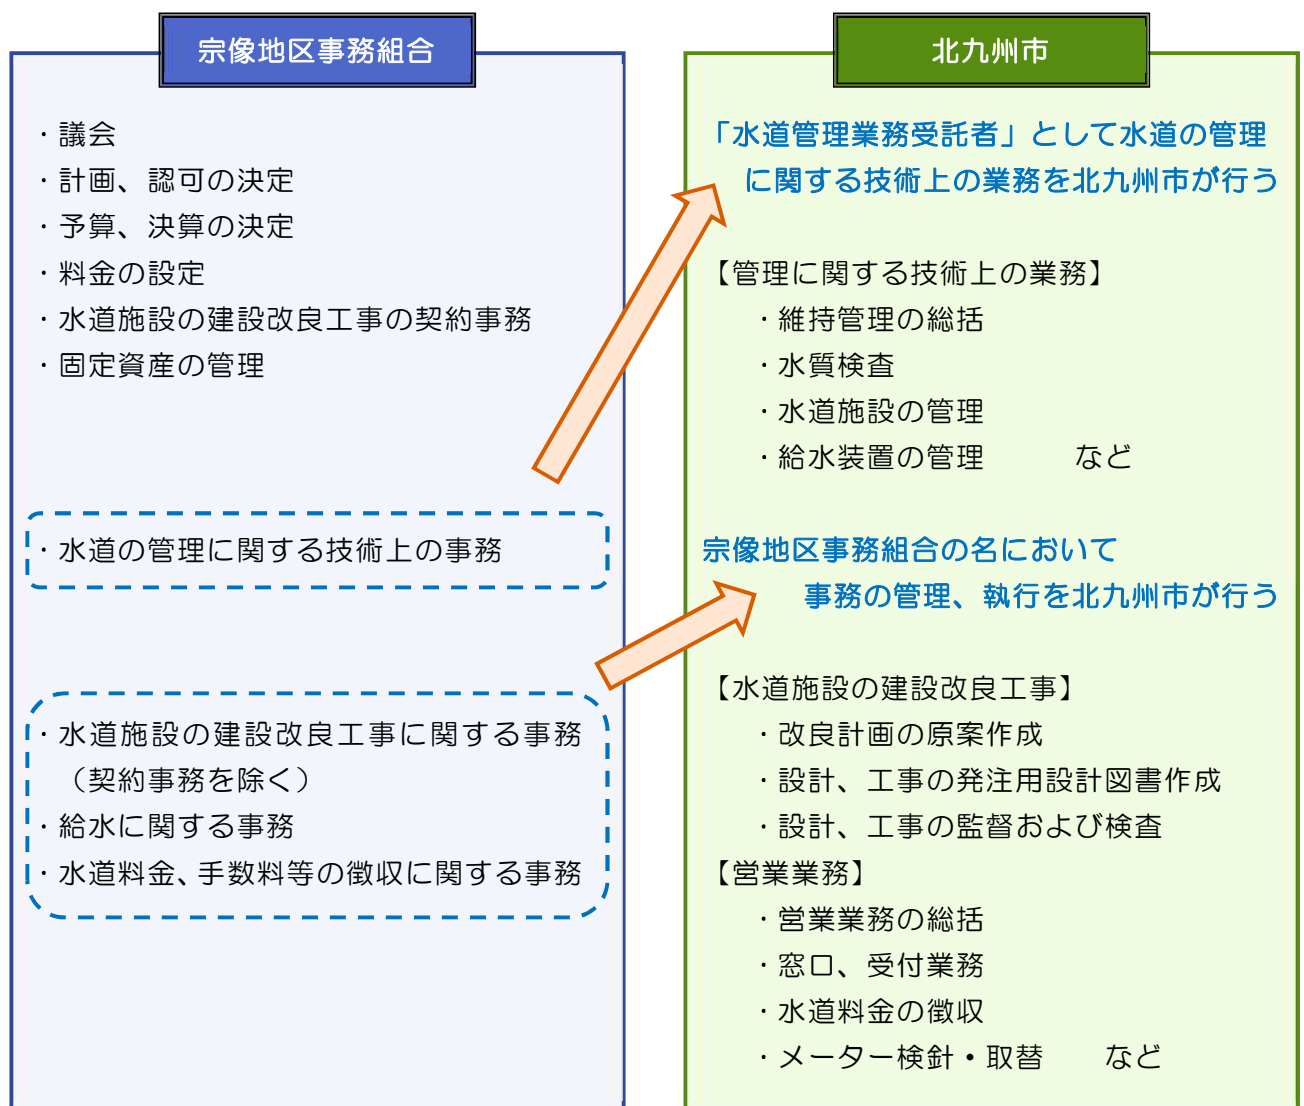 宗像地区事務組合
・議会
・計画、認可の決定
・予算、決算の決定
・料金の設定
・水道施設の建設改良工事の契約事務
・固定資産の管理
・水道の管理に関する技術上の事務
・水道施設の建設改良工事に関する事務
（契約事務を除く）
・給水に関する事務
・水道料金、手数料等の徴収に関する事務
北九州市
「水道管理業務受託者」として水道の管理
に関する技術上の業務を北九州市が行う
【管理に関する技術上の業務】
・維持管理の総括
・水質検査
・水道施設の管理
・給水装置の管理　　　など
宗像地区事務組合の名において
事務の管理、執行を北九州市が行う
【水道施設の建設改良工事】
・改良計画の原案作成
・設計、工事の発注用設計図書作成
・設計、工事の監督および検査
【営業業務】
・営業業務の総括
・窓口、受付業務
・水道料金の徴収
・メーター検針・取替　　など